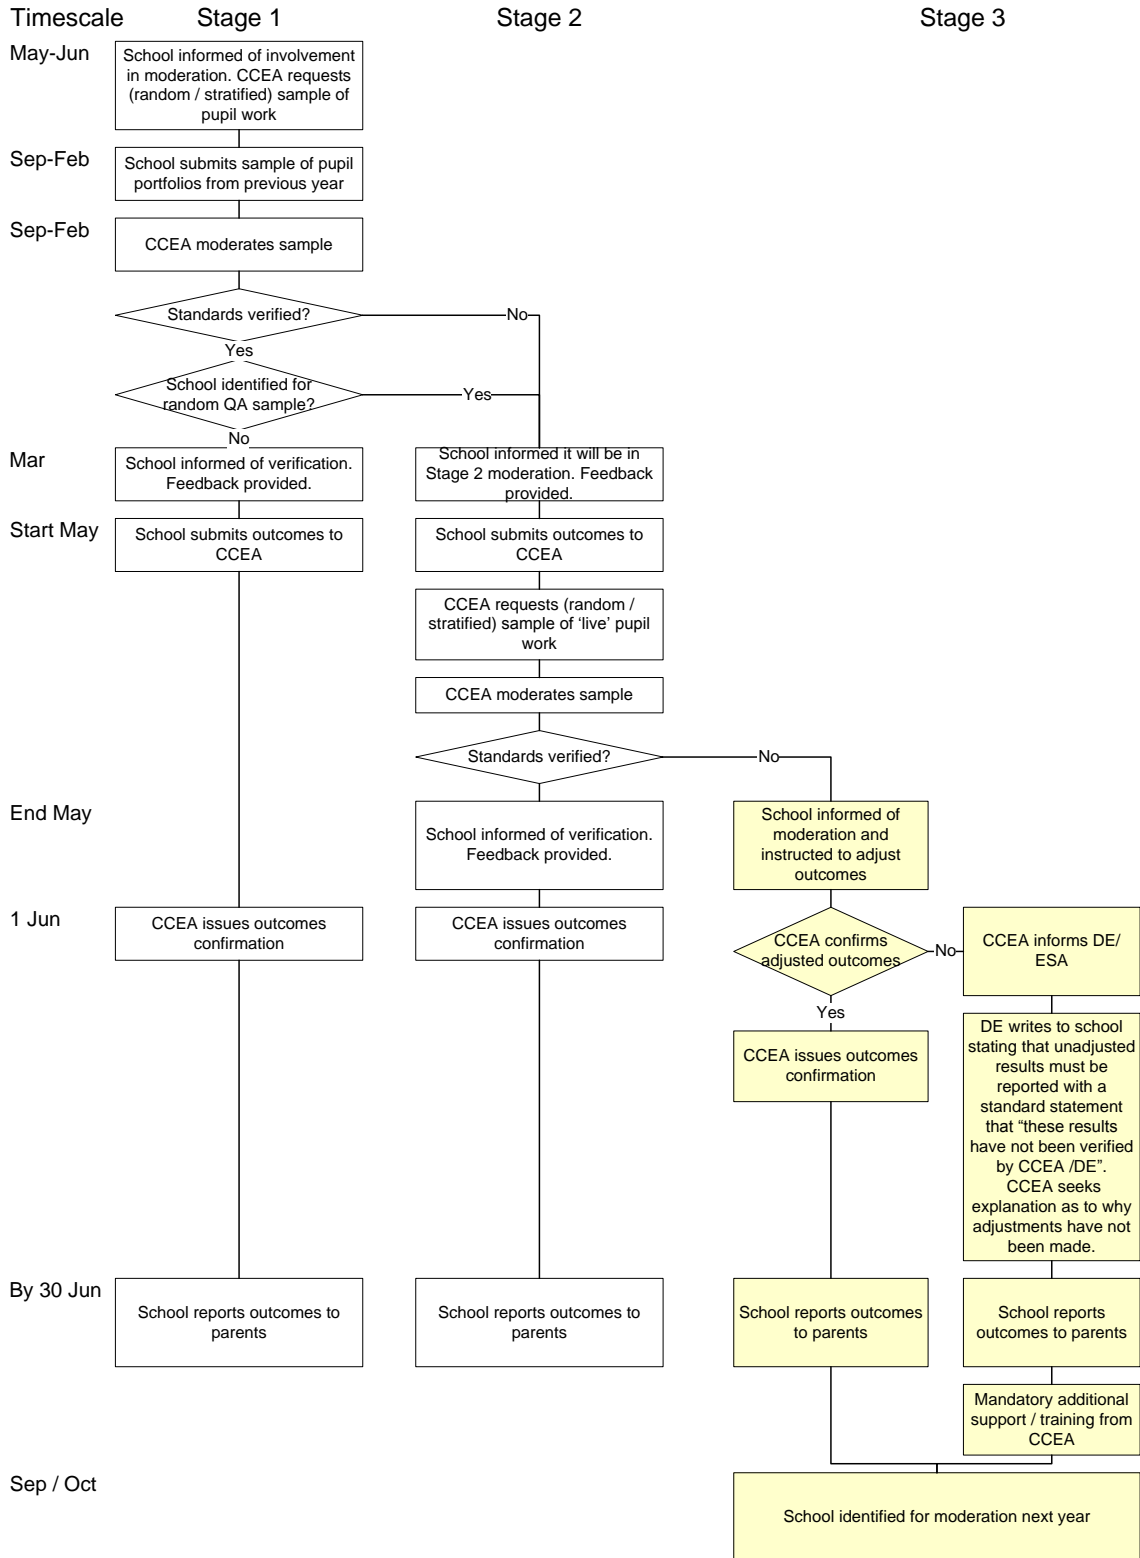 Timescale
Stage 1
Stage 2
Stage 3
May-Jun
School informed of involvement
in moderation. CCEA requests
(random / stratified) sample of
pupil work
Sep-Feb
School submits sample of pupil
portfolios from previous year
Sep-Feb
CCEA moderates sample
Standards verified?
No
Yes
School identified for
random QA sample?
Yes
No
Mar
School informed of verification.
Feedback provided.
School informed it will be in
Stage 2 moderation. Feedback
provided.
Start May
School submits outcomes to
CCEA
School submits outcomes to
CCEA
CCEA requests (random /
stratified) sample of ‘live’ pupil
work
CCEA moderates sample
Standards verified?
No
End May
School informed of verification.
Feedback provided.
School informed of
moderation and
instructed to adjust
outcomes
1 Jun
CCEA issues outcomes
confirmation
CCEA issues outcomes
confirmation
CCEA confirms
adjusted outcomes
No
CCEA informs DE/
ESA
Yes
CCEA issues outcomes
confirmation
DE writes to school
stating that unadjusted
results must be
reported with a
standard statement
that “these results
have not been verified
by CCEA /DE”.
CCEA seeks
explanation as to why
adjustments have not
been made.
By 30 Jun
School reports outcomes to
parents
School reports outcomes to
parents
School reports outcomes
to parents
School reports
outcomes to parents
Mandatory additional
support / training from
CCEA
Sep / Oct
School identified for moderation next year